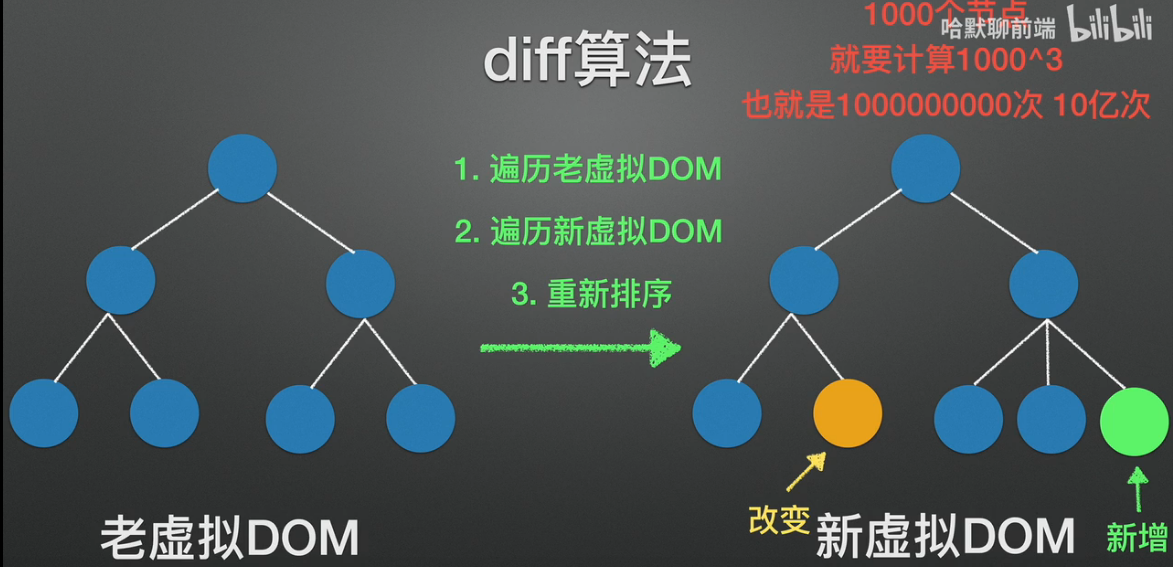 1000个节点
哈默聊前端 bilibili
diff算法
就要计算1000^3
也就是1000000000次 10亿次
1. 遍历老虚拟DOM
2. 遍历新虚拟DOM
3. 重新排序
改变
新增
老虚拟DOM
新虚拟DOM